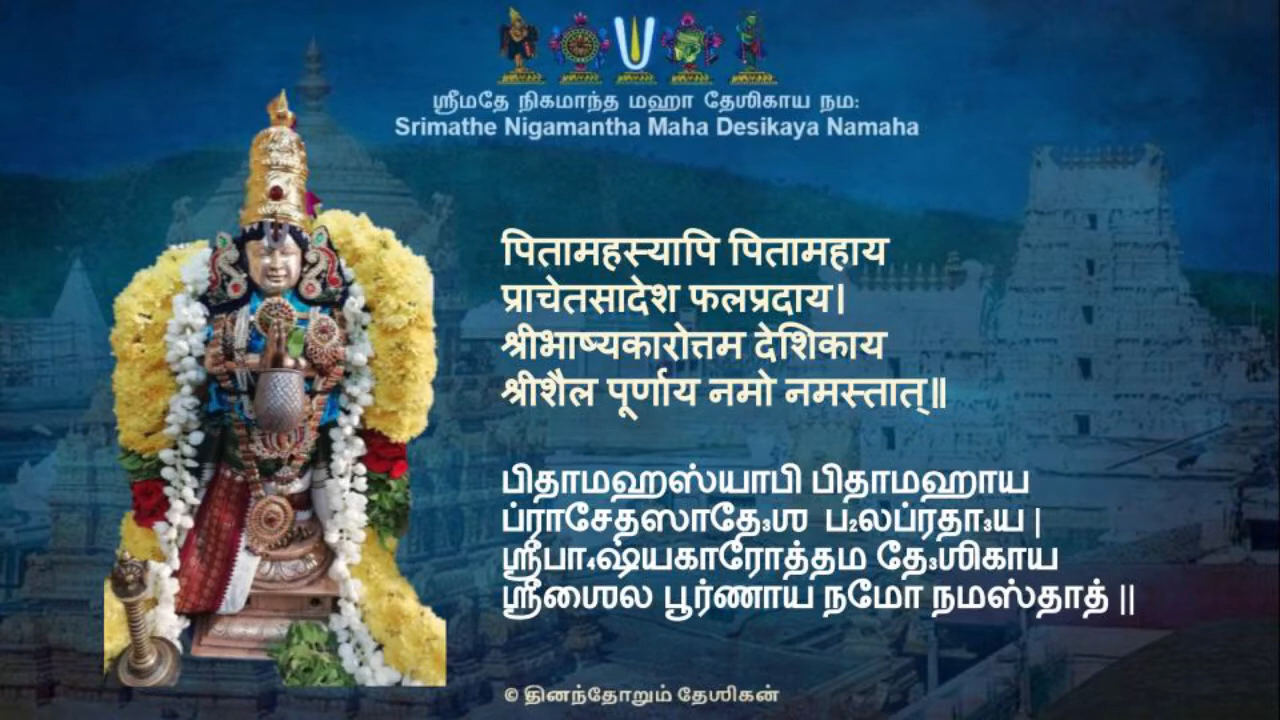 ஸ்ரீமதே நிகமாந்த மஹா தேஶிகாய நம:
Srimathe Nigamantha Maha Desikaya Namaha
पितामहस्यापि पितामहाय
प्राचेतसादेश फलप्रदाय।
श्रीभाष्यकारोत्तम देशिकाय
श्रीशैल पूर्णाय नमो नमस्तात्॥
பிதாமஹஸ்யாபி பிதாமஹாய
ப்ராசேதஸாதே₃ஶ ப₂லப்ரதா₃ய |
ஸ்ரீபா₄ஷ்யகாரோத்தம தே₃ஶிகாய
ஸ்ரீஶைல பூர்ணாய நமோ நமஸ்தாத் ||
© தினந்தோறும் தேஶிகன்